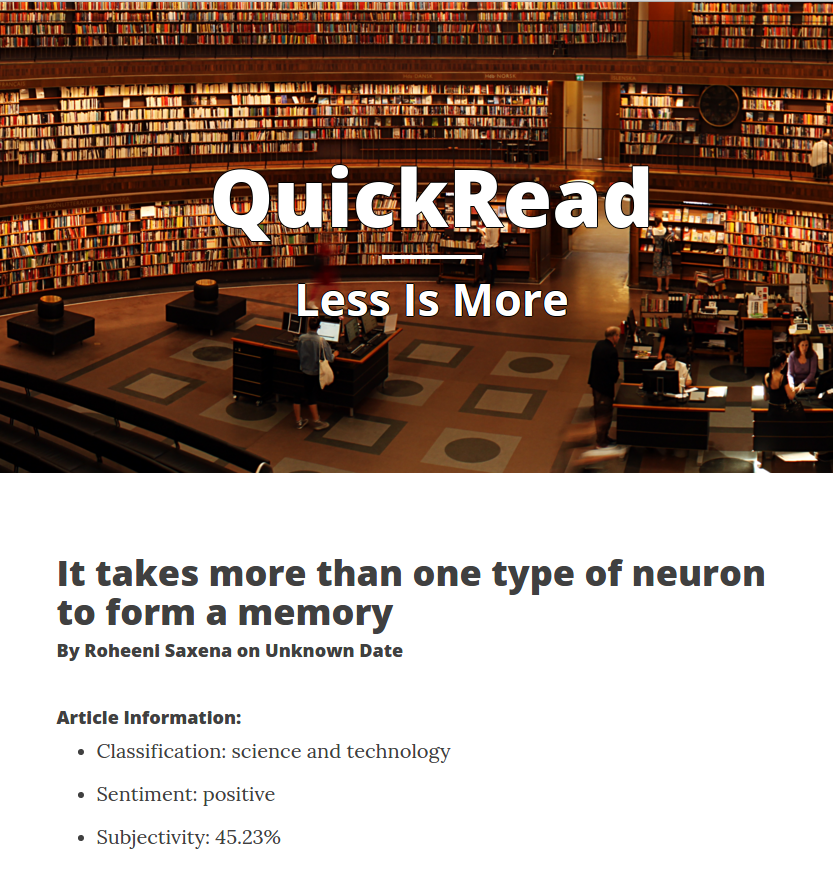 QuickRead
Less Is More
It takes more than one type of neuron
to form a memory
By Roheeni Saxena on Unknown Date
Article Information:
Classification: science and technology
Sentiment: positive
Subjectivity: 45.23%